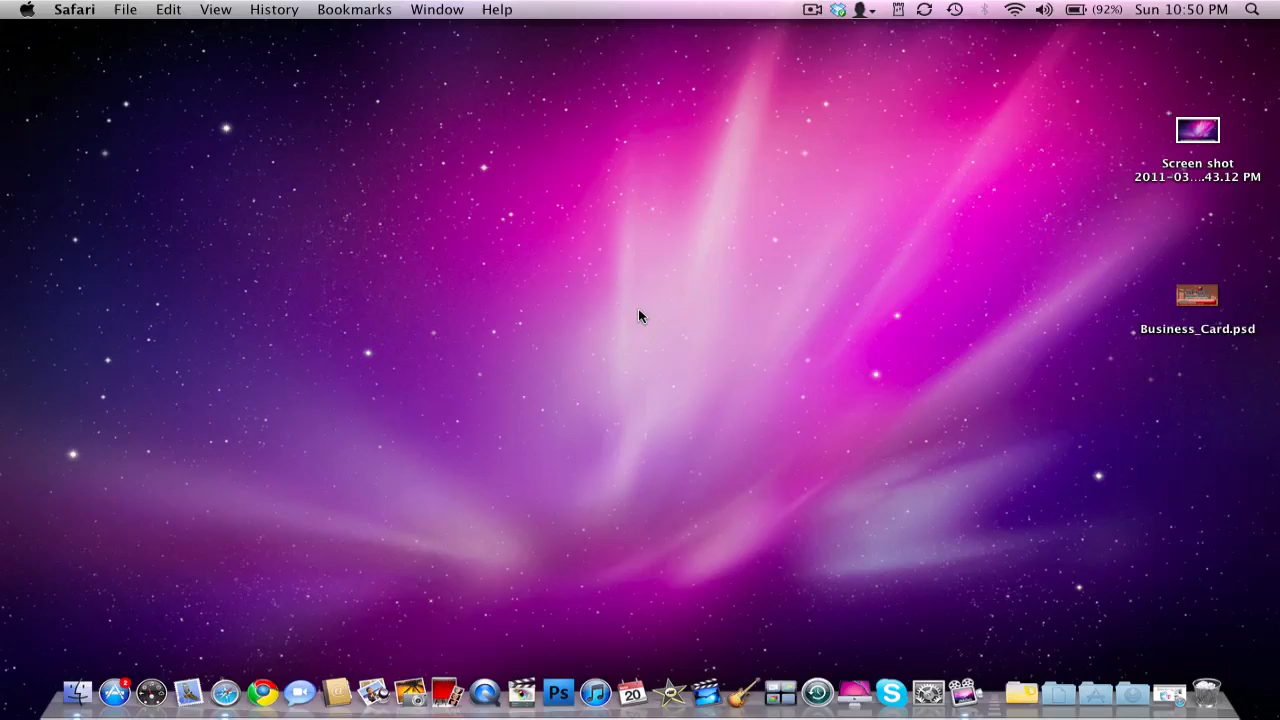 Safari File Edit View History Bookmarks Window Help (92%) Sun 10:50 PM
Screen shot
2011-03....43.12 PM
Business_Card.psd
2
Ps
20